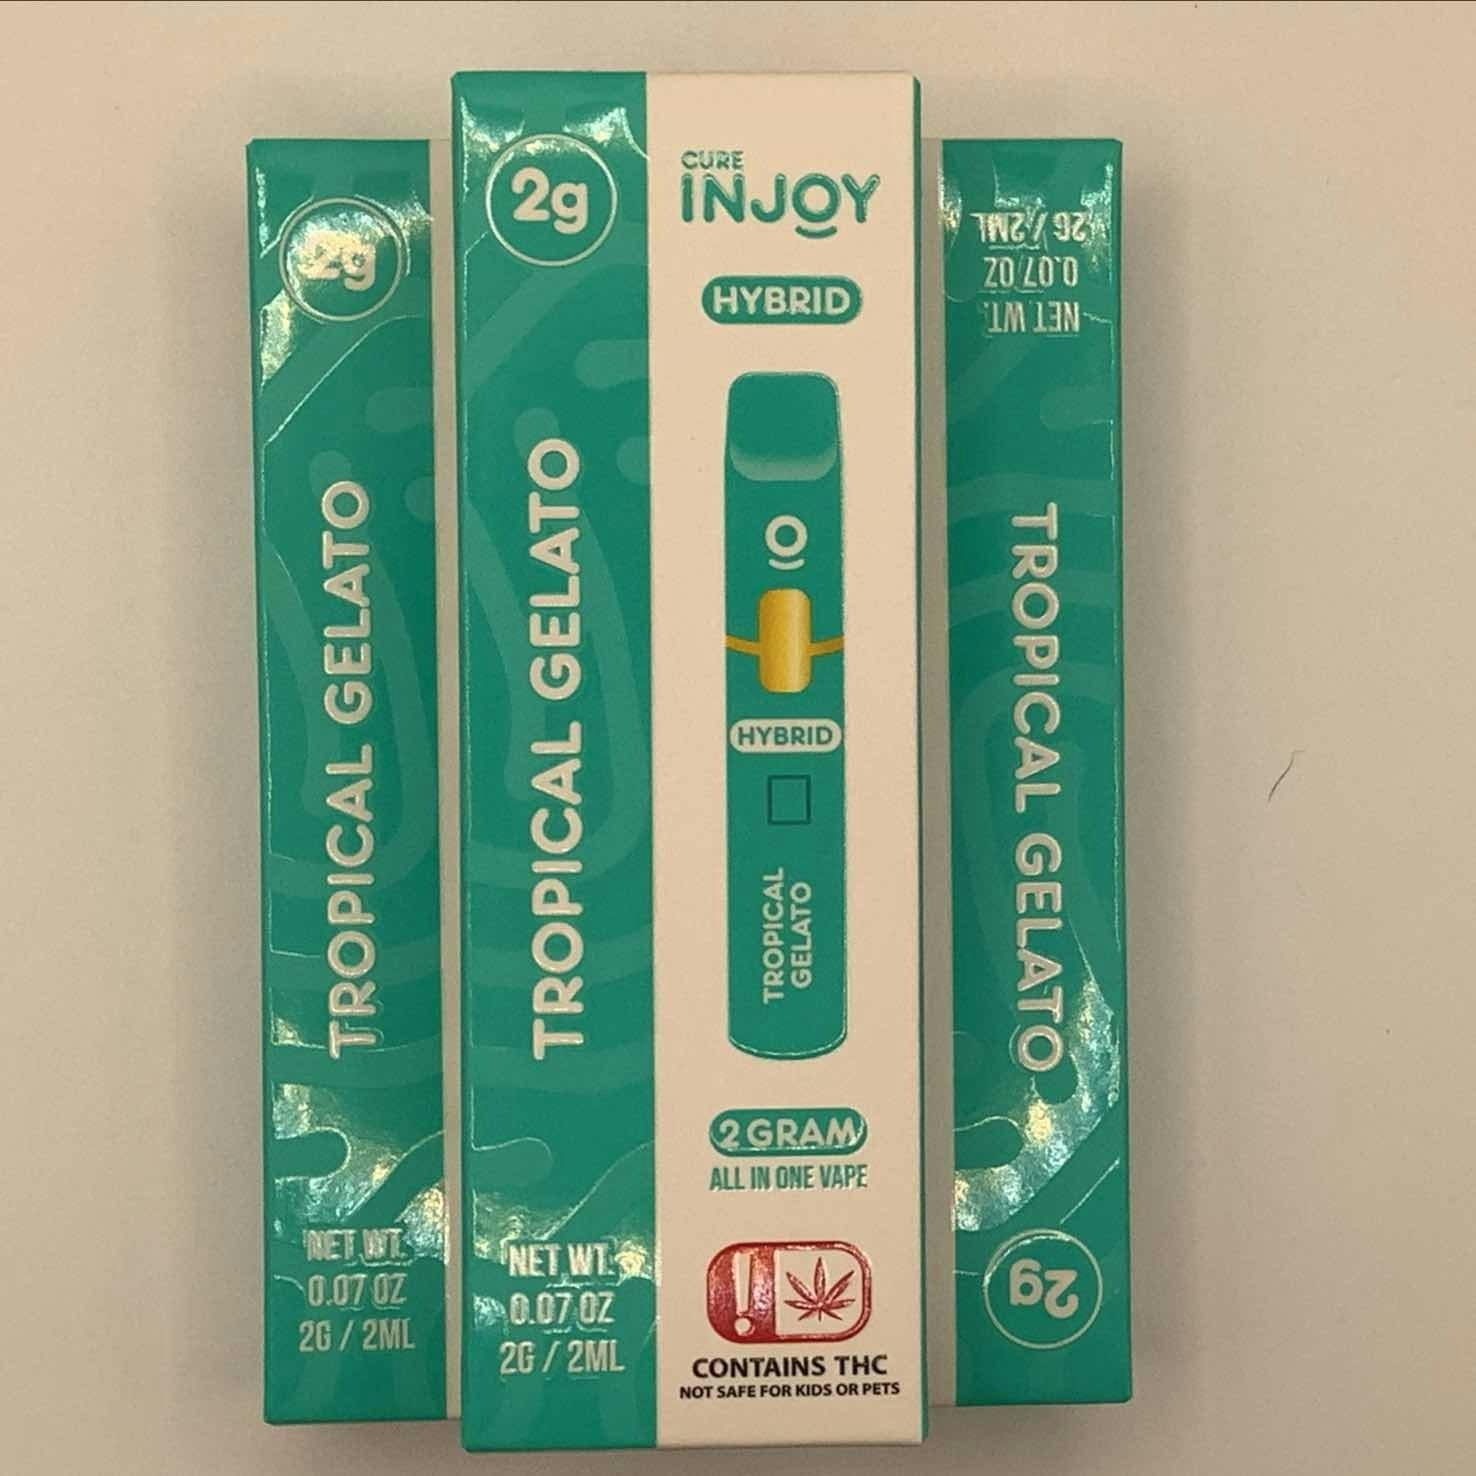 2g
TROPICAL GELATO
NET WT.
0.07 OZ
2G / 2ML
2g
TROPICAL GELATO
NET WT.
0.07 OZ
2G / 2ML
CURE
INJOY
HYBRID
HYBRID
TROPICAL
GELATO
2 GRAM
ALL IN ONE VAPE
!
CONTAINS THC
NOT SAFE FOR KIDS OR PETS
2g
TROPICAL GELATO
NET WT.
0.07 OZ
2G / 2ML